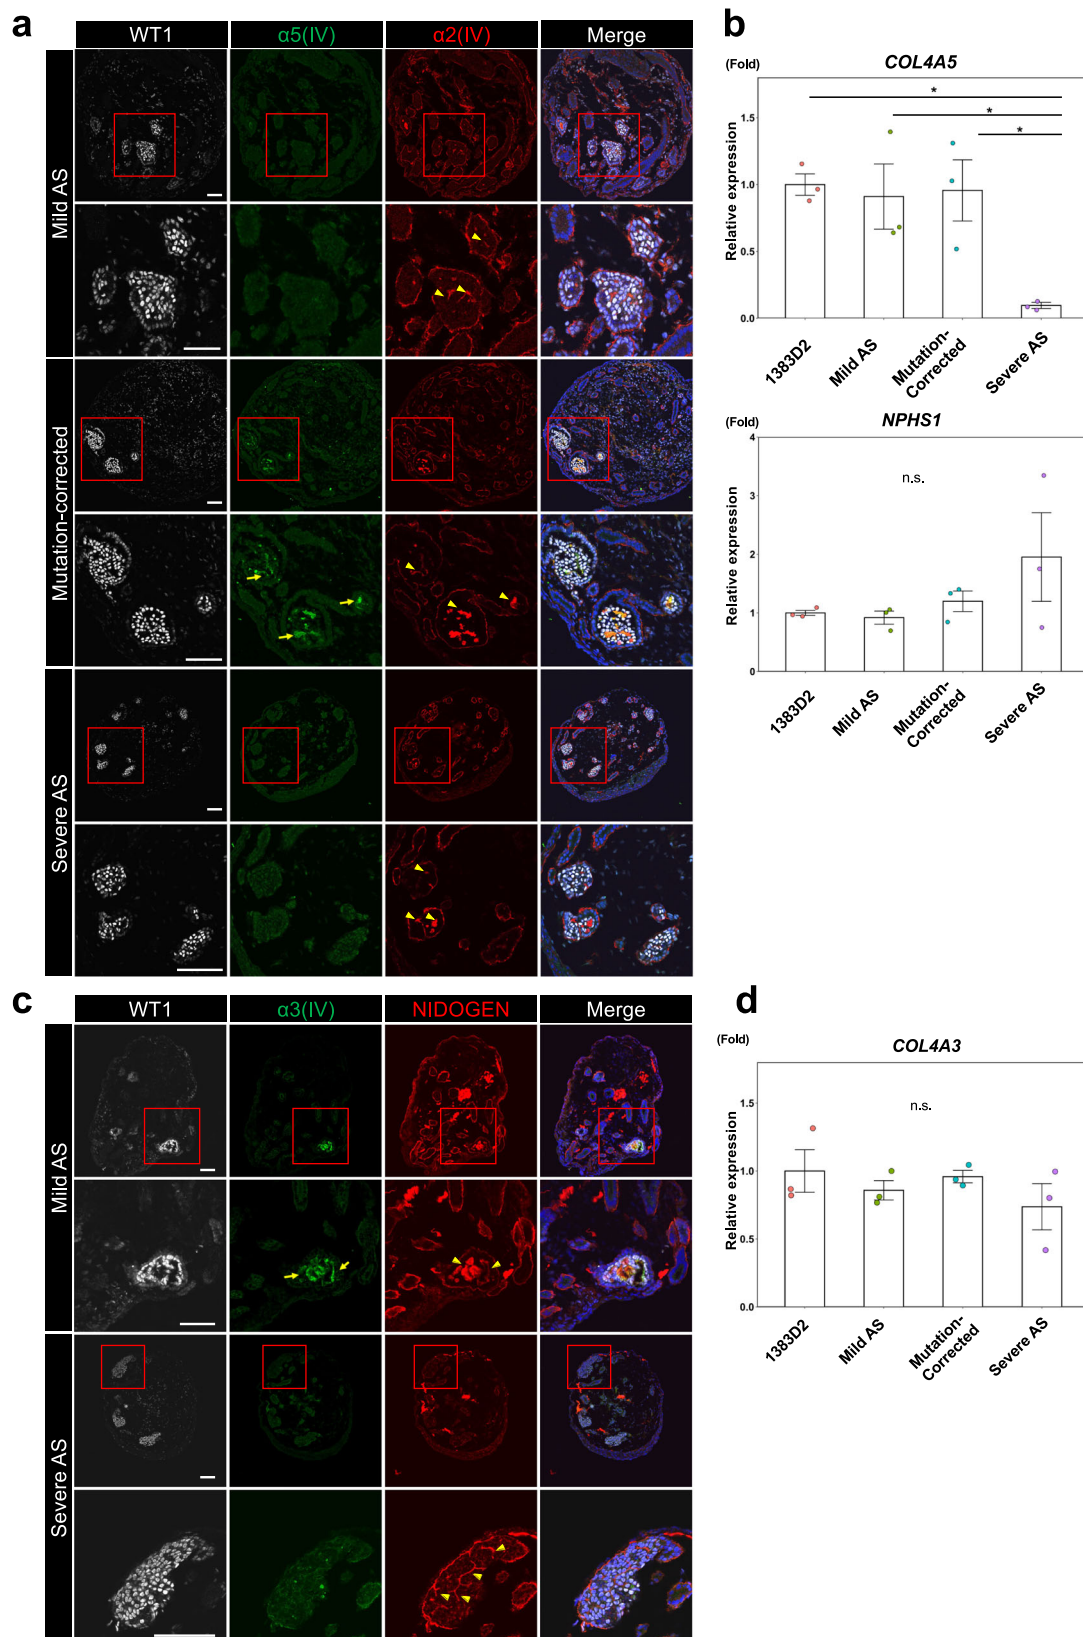 a
WT1 α5(IV) α2(IV) Merge
Mild AS
Mutation-corrected
Severe AS
b
(Fold) COL4A5
Relative expression
1.5
1.0
0.5
0.0
*
*
*
1383D2 Mild AS Mutation-Corrected Severe AS
(Fold) NPHS1
Relative expression
4
3
2
1
0
n.s.
1383D2 Mild AS Mutation-Corrected Severe AS
c
WT1 α3(IV) NIDOGEN Merge
Mild AS
Severe AS
d
(Fold) COL4A3
Relative expression
1.5
1.0
0.5
0.0
n.s.
1383D2 Mild AS Mutation-Corrected Severe AS